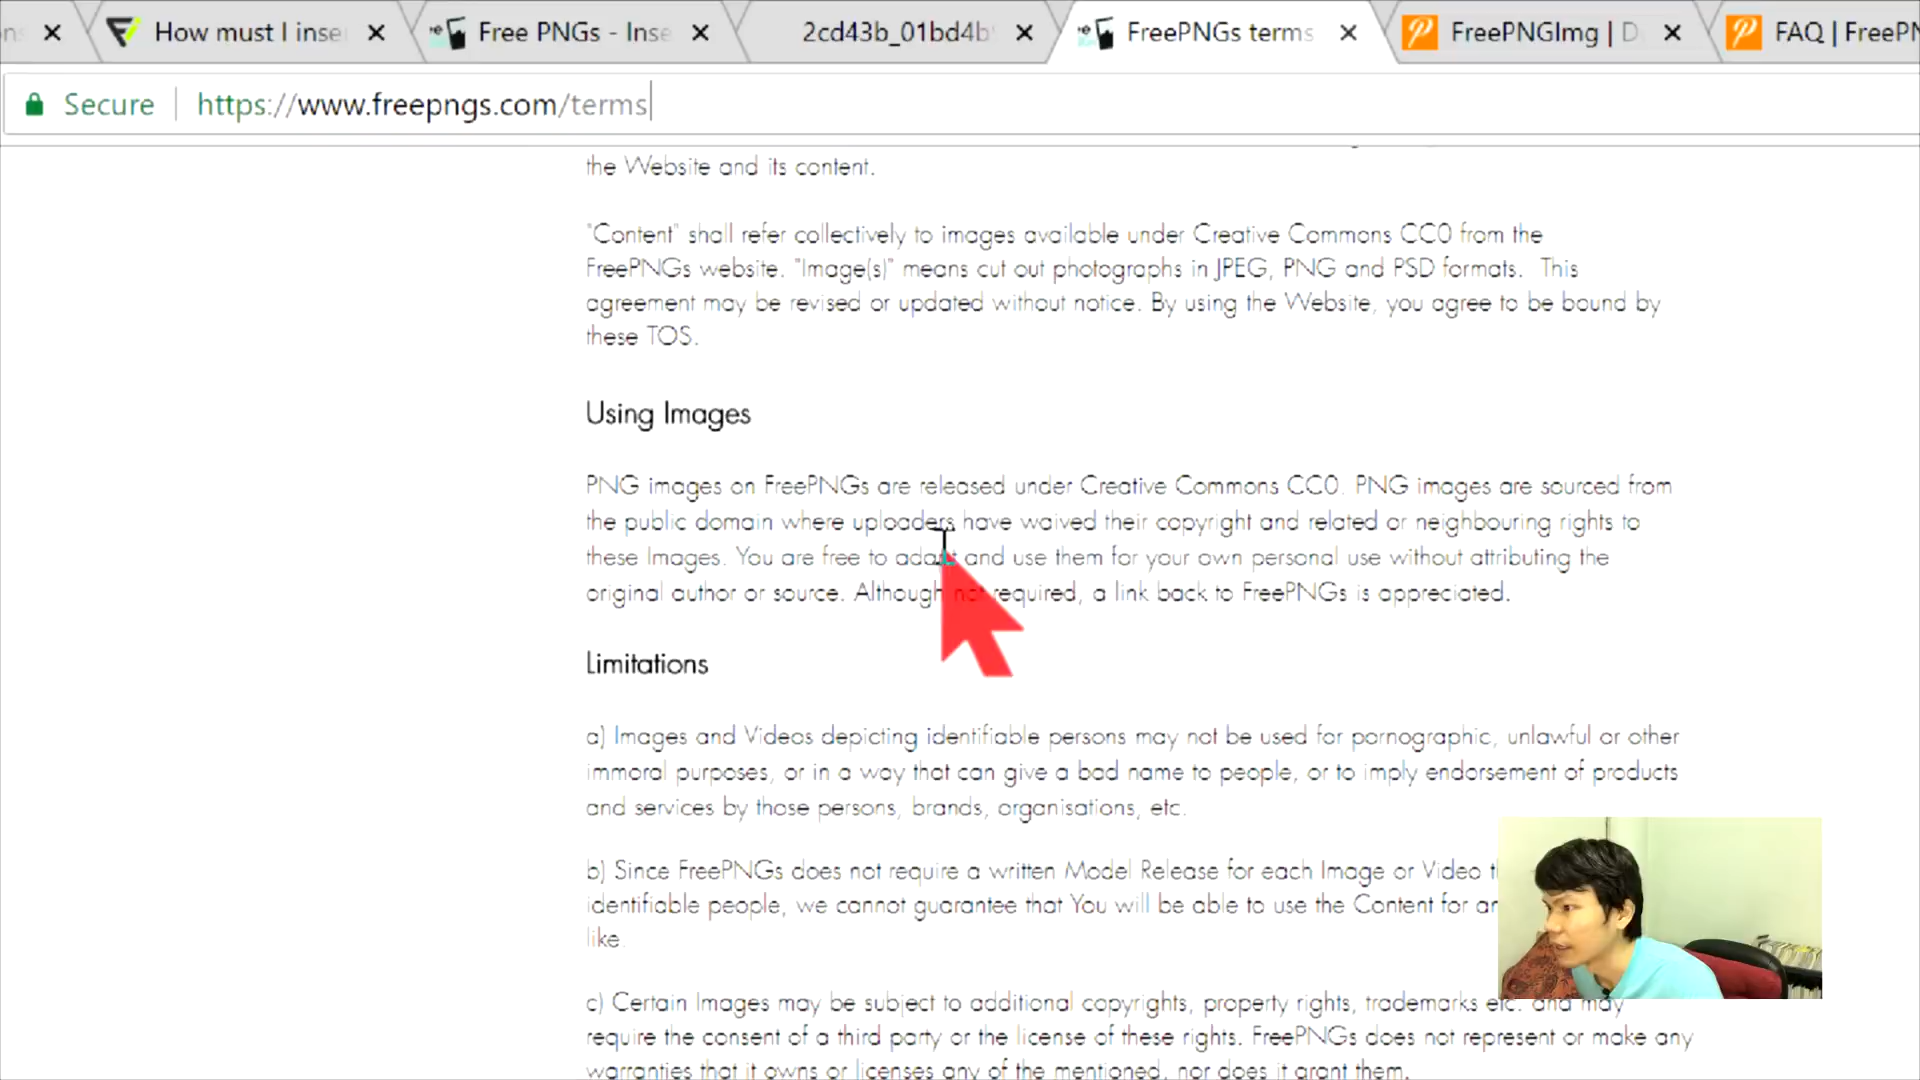 How must I inse
Free PNGs - Inse
2cd43b_01bd4b
FreePNGs terms
FreePNGImg | D
FAQ | FreePN
Secure
https://www.freepngs.com/terms
the Website and its content.
"Content" shall refer collectively to images available under Creative Commons CC0 from the
FreePNGs website. "Image(s)" means cut out photographs in JPEG, PNG and PSD formats. This
agreement may be revised or updated without notice. By using the Website, you agree to be bound by
these TOS.
Using Images
PNG images on FreePNGs are released under Creative Commons CC0. PNG images are sourced from
the public domain where uploaders have waived their copyright and related or neighbouring rights to
these Images. You are free to adapt and use them for your own personal use without attributing the
original author or source. Although not required, a link back to FreePNGs is appreciated.
Limitations
a) Images and Videos depicting identifiable persons may not be used for pornographic, unlawful or other
immoral purposes, or in a way that can give a bad name to people, or to imply endorsement of products
and services by those persons, brands, organisations, etc.
b) Since FreePNGs does not require a written Model Release for each Image or Video
identifiable people, we cannot guarantee that You will be able to use the Content for
like.
c) Certain Images may be subject to additional copyrights, property rights, trademarks etc. and may
require the consent of a third party or the license of these rights. FreePNGs does not represent or make any
warranties that it owns or licenses any of the mentioned, nor does it grant them.